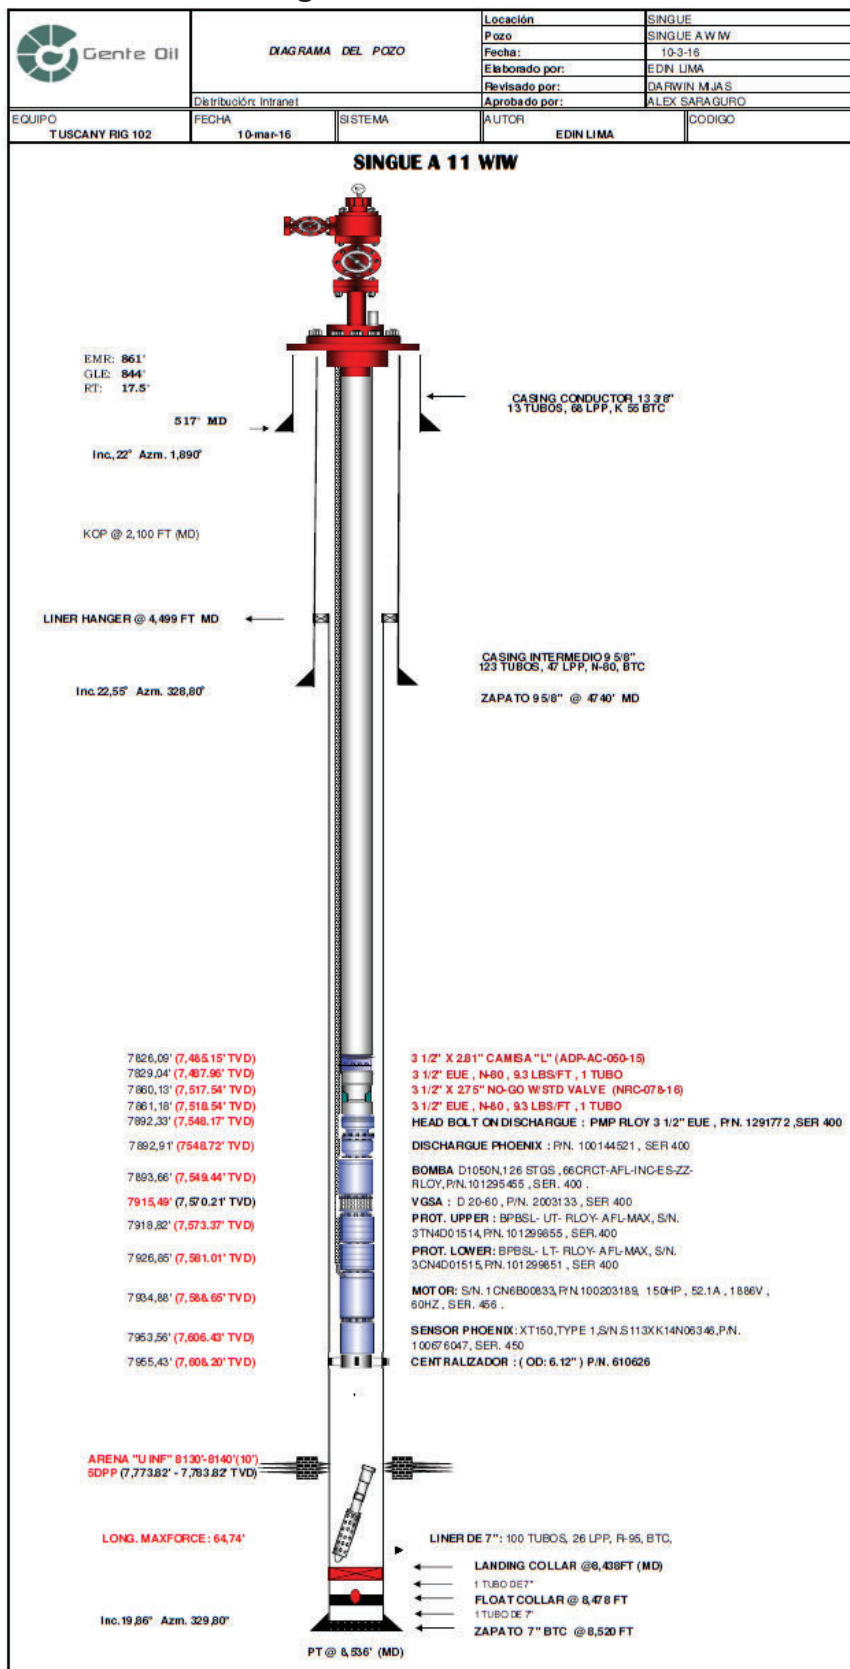 Gente Oil
DIAGRAMA DEL POZO
Distribución: Intranet
Locación SINGUE
Pozo SINGUE A WIW
Fecha: 10-3-16
Elaborado por: EDIN LIMA
Revisado por: DARWIN MIJAS
Aprobado por: ALEX SARAGURO
EQUIPO FECHA SISTEMA AUTOR CODIGO
TUSCANY RIG 102 10-mar-16 EDIN LIMA
SINGUE A 11 WIW
EMR: 861'
GLE: 844'
RT: 17.5'
CASING CONDUCTOR 13 3/8"
13 TUBOS, 68 LPP, K 55 BTC
517' MD
Inc.,22° Azm. 1,890°
KOP @ 2,100 FT (MD)
LINER HANGER @ 4,499 FT MD
CASING INTERMEDIO 9 5/8"
123 TUBOS, 47 LPP, N-80, BTC
Inc.22,55° Azm. 328,80°
ZAPATO 9 5/8" @ 4740' MD
7826,09' (7,485.15' TVD) 3 1/2" X 2.81" CAMISA "L" (ADP-AC-050-15)
7829,04' (7,487.96' TVD) 3 1/2" EUE , N-80 , 9.3 LBS/FT , 1 TUBO
7860,13' (7,517.54' TVD) 3 1/2" X 2.75" NO-GO W/STD VALVE (NRC-078-16)
7861,18' (7,518.54' TVD) 3 1/2" EUE , N-80 , 9.3 LBS/FT , 1 TUBO
7892,33' (7,548.17' TVD) HEAD BOLT ON DISCHARGUE : PMP RLOY 3 1/2" EUE , P/N. 1291772 ,SER 400
7892,91' (7548.72' TVD) DISCHARGUE PHOENIX : P/N. 100144521 , SER 400
7893,66' (7,549.44' TVD) BOMBA D1050N,126 STGS ,66CRCT-AFL-INC-ES-ZZ-
RLOY,P/N.101295455 , SER. 400 .
7915,49' (7,570.21' TVD) VGSA : D 20-60 , P/N. 2003133 , SER 400
7918,82' (7,573.37' TVD) PROT. UPPER : BPBSL- UT- RLOY- AFL-MAX, S/N.
3TN4D01514,P/N.101299855 , SER.400
7926,85' (7,581.01' TVD) PROT. LOWER: BPBSL- LT- RLOY-AFL-MAX, S/N.
3CN4D01515,P/N.101299851 , SER 400
7934,88' (7,588.65' TVD) MOTOR: S/N. 1CN6B00833,P/N.100203189, 150HP , 52.1A , 1886V ,
60HZ , SER. 456 .
7953,56' (7,606.43' TVD) SENSOR PHOENIX: XT150,TYPE 1,S/N.S113XK14N06346,P/N.
100676047, SER. 450
7955,43' (7,608.20' TVD) CENTRALIZADOR : ( OD: 6.12" ) P/N. 610626
ARENA "U INF" 8130'-8140'(10')
5DPP (7,773.82' - 7,783.82' TVD)
LONG. MAXFORCE : 64,74'
LINER DE 7": 100 TUBOS, 26 LPP, R-95, BTC,
LANDING COLLAR @8,438FT (MD)
1 TUBO DE 7"
FLOAT COLLAR @ 8,478 FT
1 TUBO DE 7"
Inc.19,86° Azm. 329,80°
ZAPATO 7" BTC @ 8,520 FT
PT @ 8,536' (MD)